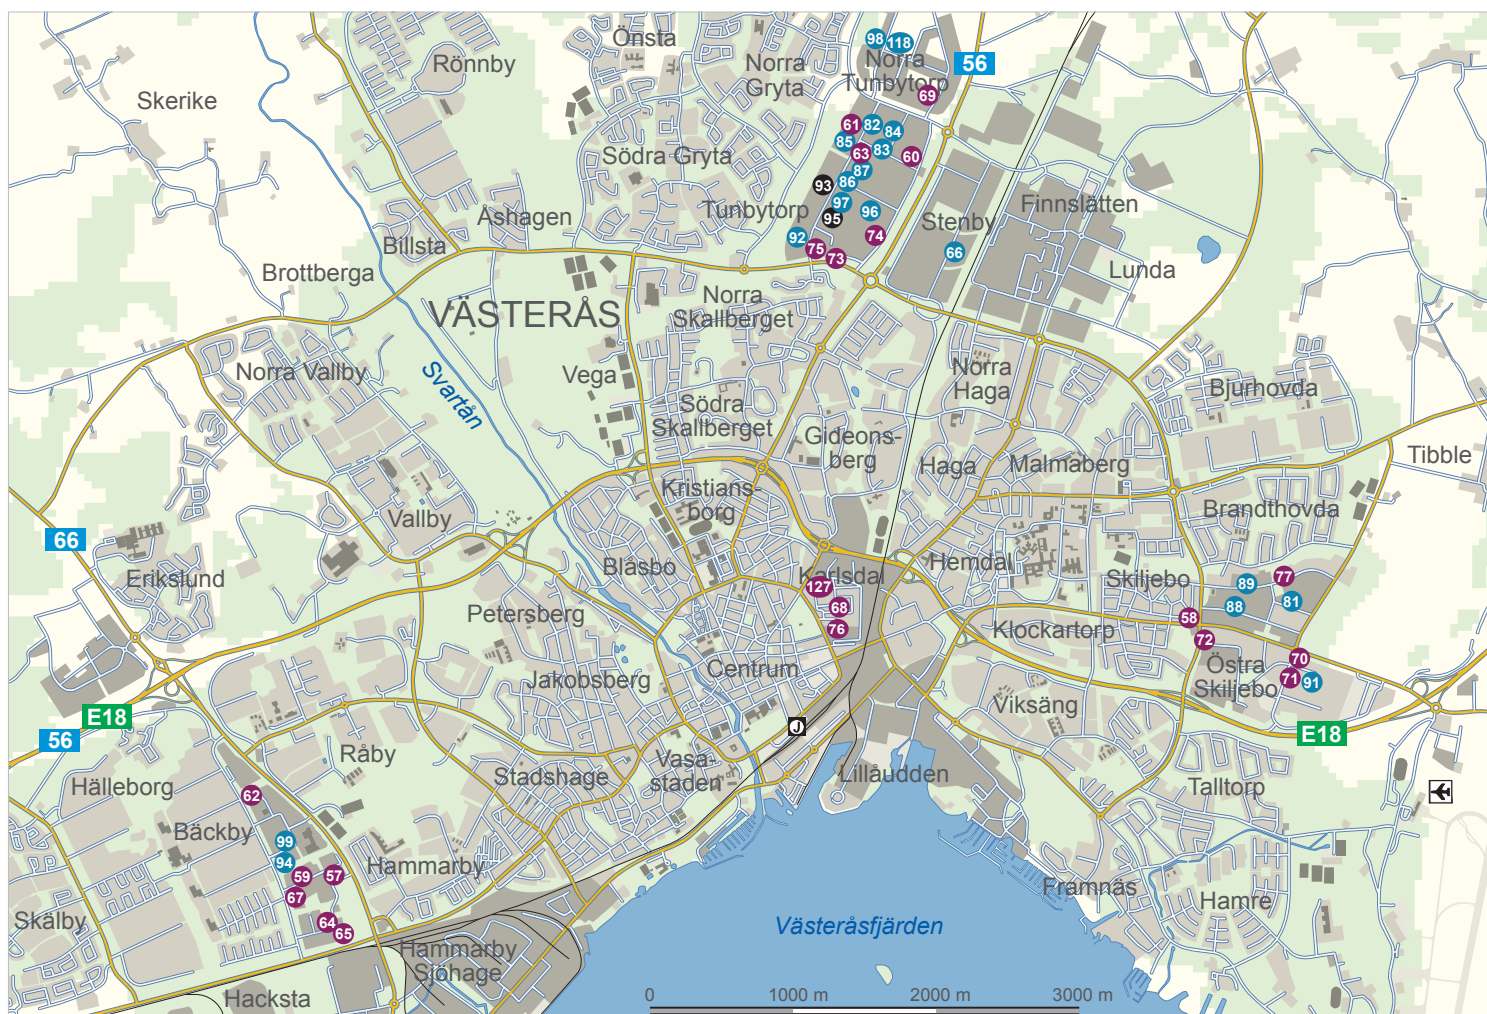 98
118
Önsta
Norra
Gryta
Norra
Tunbytorp
56
Rönnby
69
Skerike
61
82
84
85
63
83
60
Södra Gryta
87
93
86
97
96
95
Tunbytorp
Finnslätten
Åshagen
Stenby
92
74
75
73
66
Billsta
Brottberga
Lunda
VÄSTERÅS
Norra
Skallberget
Svartån
Norra Vallby
Vega
Norra
Haga
Bjurhovda
Södra
Skallberget
Gideons-
berg
Haga
Malmaberg
Tibble
Kristians-
borg
Vallby
Brandthovda
66
Erikslund
Blåsbo
Karlsdal
Hemdal
Skiljebo
127
68
76
89
77
88
81
58
72
Petersberg
Klockartorp
Centrum
Jakobsberg
Östra
Skiljebo
70
71
91
Viksäng
E18
56
J
E18
Råby
Stadshage
Vasa-
staden
Lillåudden
Talltorp
Hälleborg
62
Bäckby
99
94
59
57
67
Hammarby
64
65
Skälby
Framnäs
Hamre
Västeråsfjärden
Hammarby
Sjöhage
Hacksta
0
1000 m
2000 m
3000 m